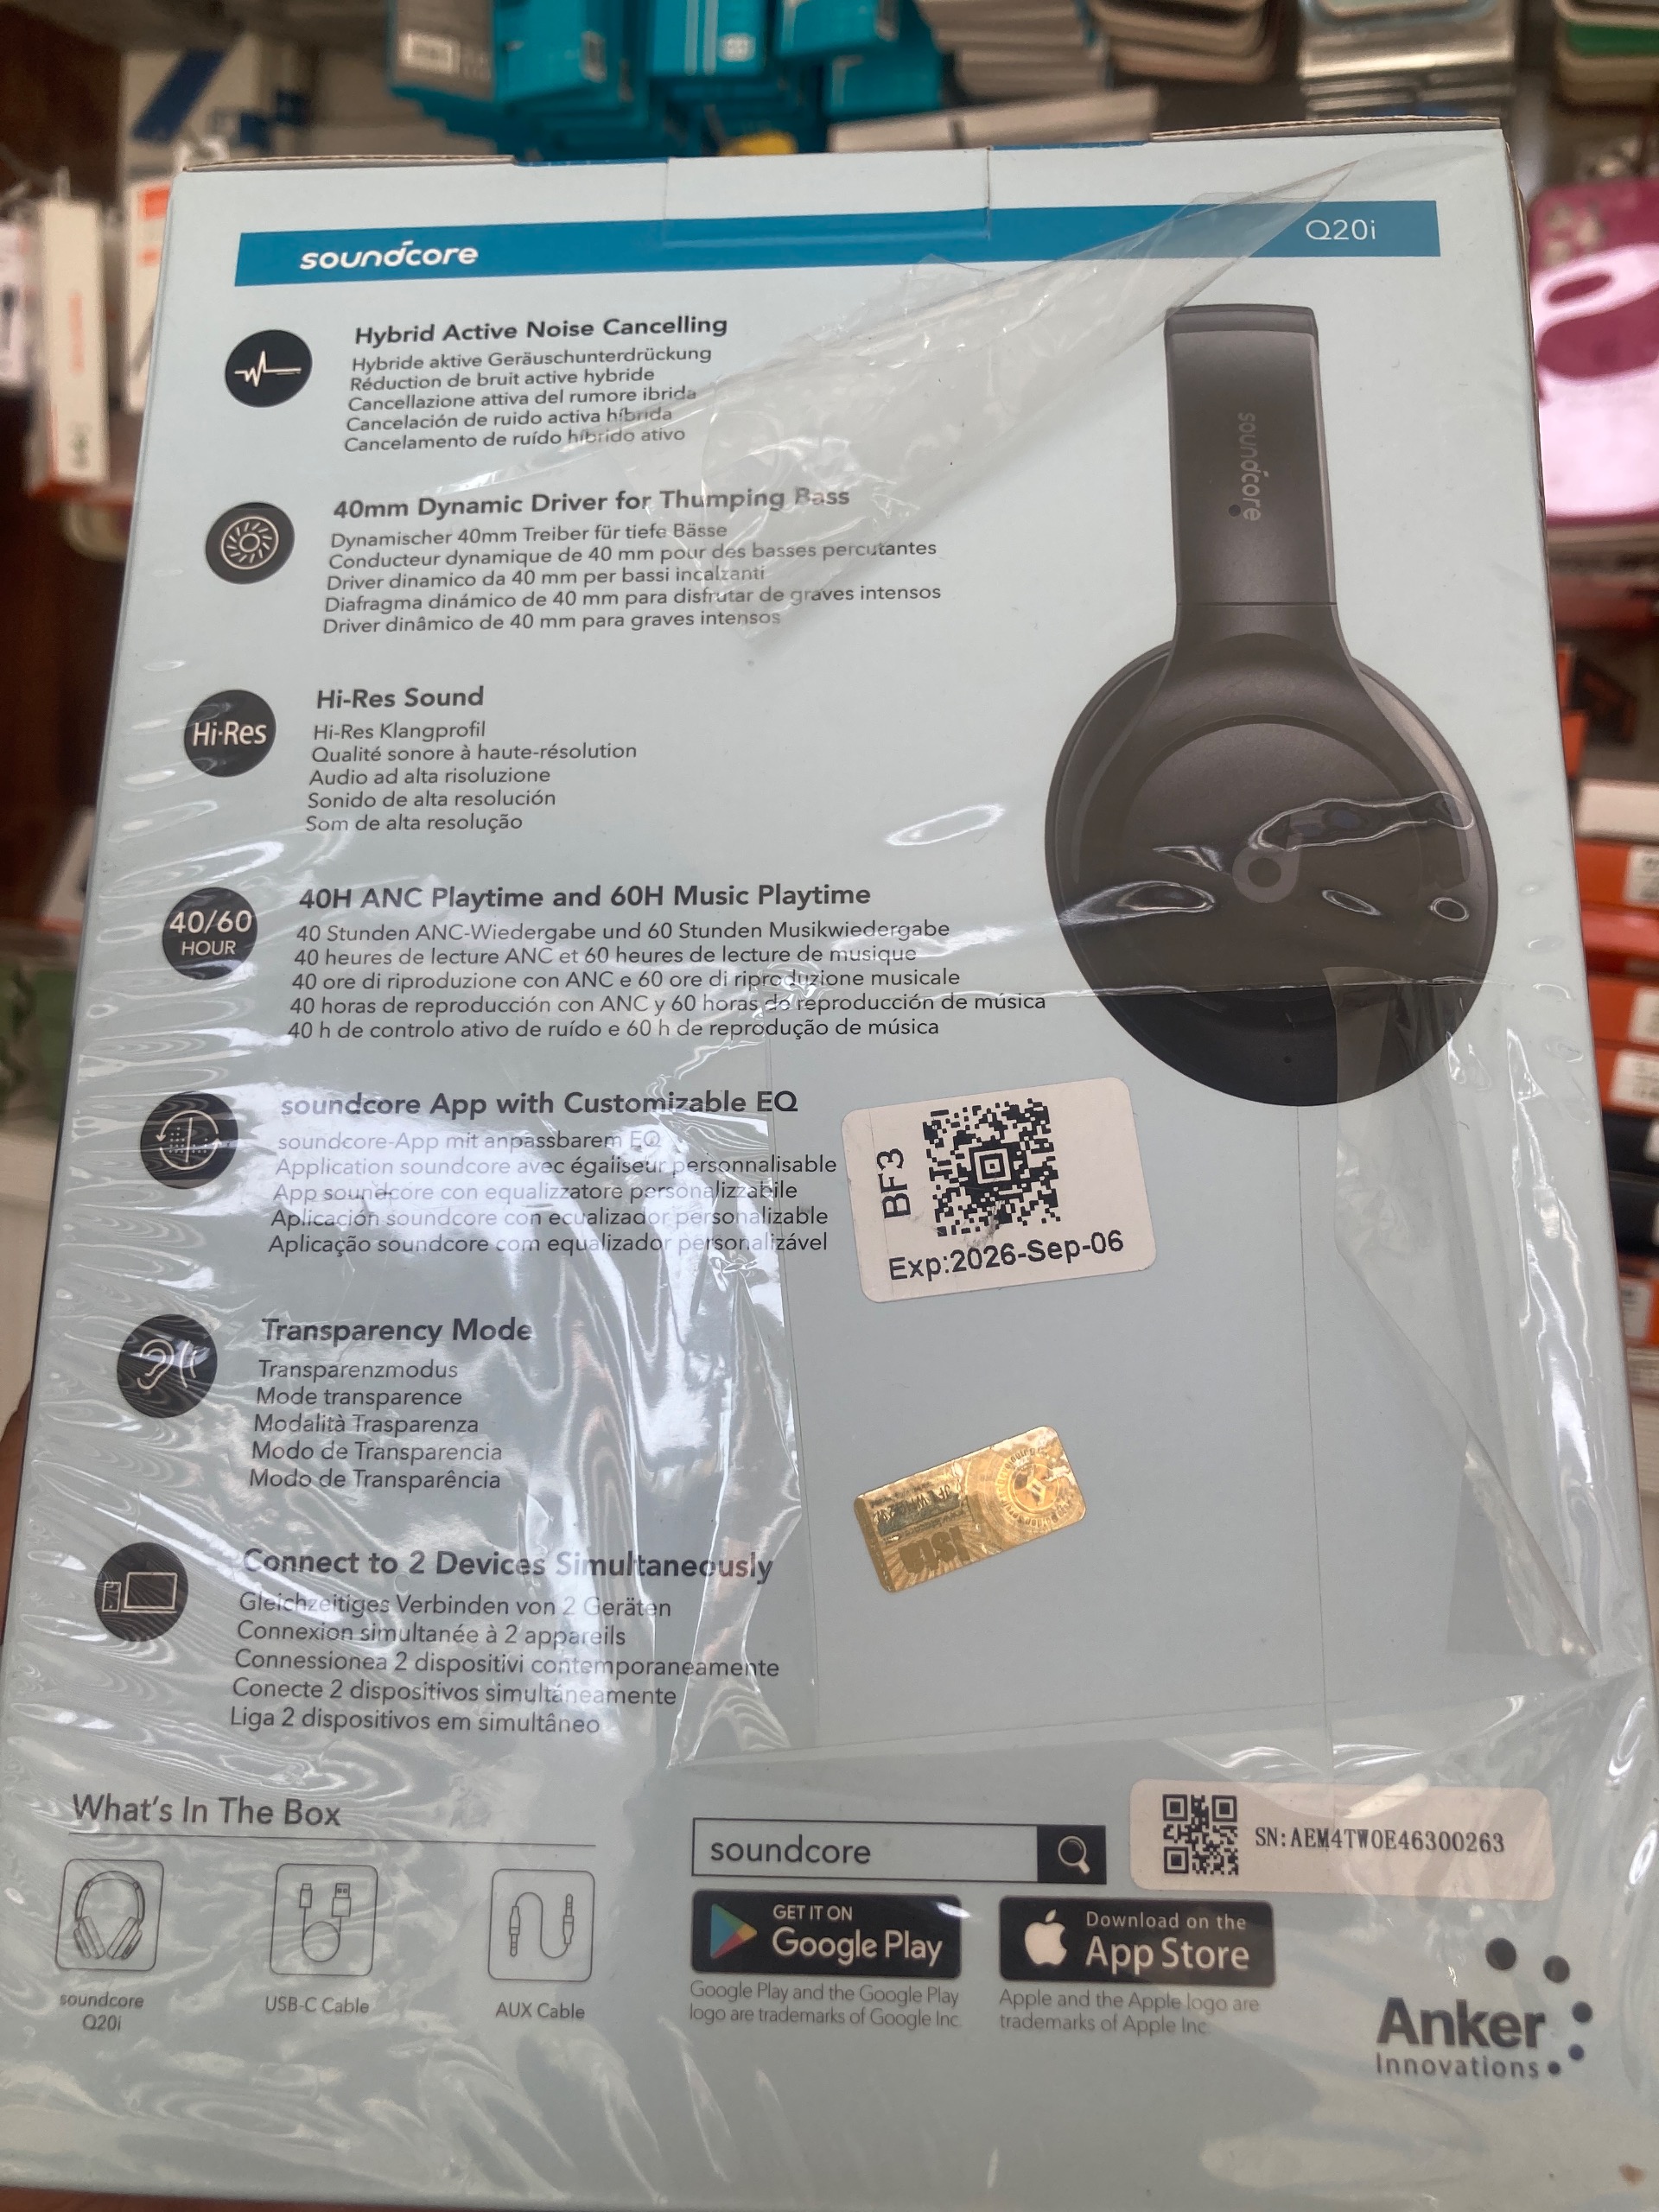 soundcore
Q20i
soundcore
Hybrid Active Noise Cancelling
Hybride aktive Geräuschunterdrückung
Réduction de bruit active hybride
Cancellazione attiva del rumore ibrida
Cancelación de ruido activa híbrida
Cancelamento de ruído híbrido ativo
40mm Dynamic Driver for Thumping Bass
Dynamischer 40mm Treiber für tiefe Bässe
Conducteur dynamique de 40 mm pour des basses percutantes
Driver dinamico da 40 mm per bassi incalzanti
Diafragma dinámico de 40 mm para disfrutar de graves intensos
Driver dinâmico de 40 mm para graves intensos
Hi-Res
Hi-Res Sound
Hi-Res Klangprofil
Qualité sonore à haute-résolution
Audio ad alta risoluzione
Sonido de alta resolución
Som de alta resolução
40/60
HOUR
40H ANC Playtime and 60H Music Playtime
40 Stunden ANC-Wiedergabe und 60 Stunden Musikwiedergabe
40 heures de lecture ANC et 60 heures de lecture de musique
40 ore di riproduzione con ANC e 60 ore di riproduzione musicale
40 horas de reproducción con ANC y 60 horas de reproducción de música
40 h de controlo ativo de ruído e 60 h de reprodução de música
soundcore App with Customizable EQ
soundcore-App mit anpassbarem EQ
Application soundcore avec égaliseur personnalisable
App soundcore con equalizzatore personalizzabile
Aplicación soundcore con ecualizador personalizable
Aplicação soundcore com equalizador personalizável
BF3
Exp:2026-Sep-06
Transparency Mode
Transparenzmodus
Mode transparence
Modalità Trasparenza
Modo de Transparencia
Modo de Transparência
Connect to 2 Devices Simultaneously
Gleichzeitiges Verbinden von 2 Geräten
Connexion simultanée à 2 appareils
Connessionea 2 dispositivi contemporaneamente
Conecte 2 dispositivos simultáneamente
Liga 2 dispositivos em simultâneo
What's In The Box
soundcore
Q20i
USB-C Cable
AUX Cable
soundcore
SN:AEM4TW0E46300263
GET IT ON
Google Play
Google Play and the Google Play
logo are trademarks of Google Inc.
Download on the
App Store
Apple and the Apple logo are
trademarks of Apple Inc.
Anker
Innovations